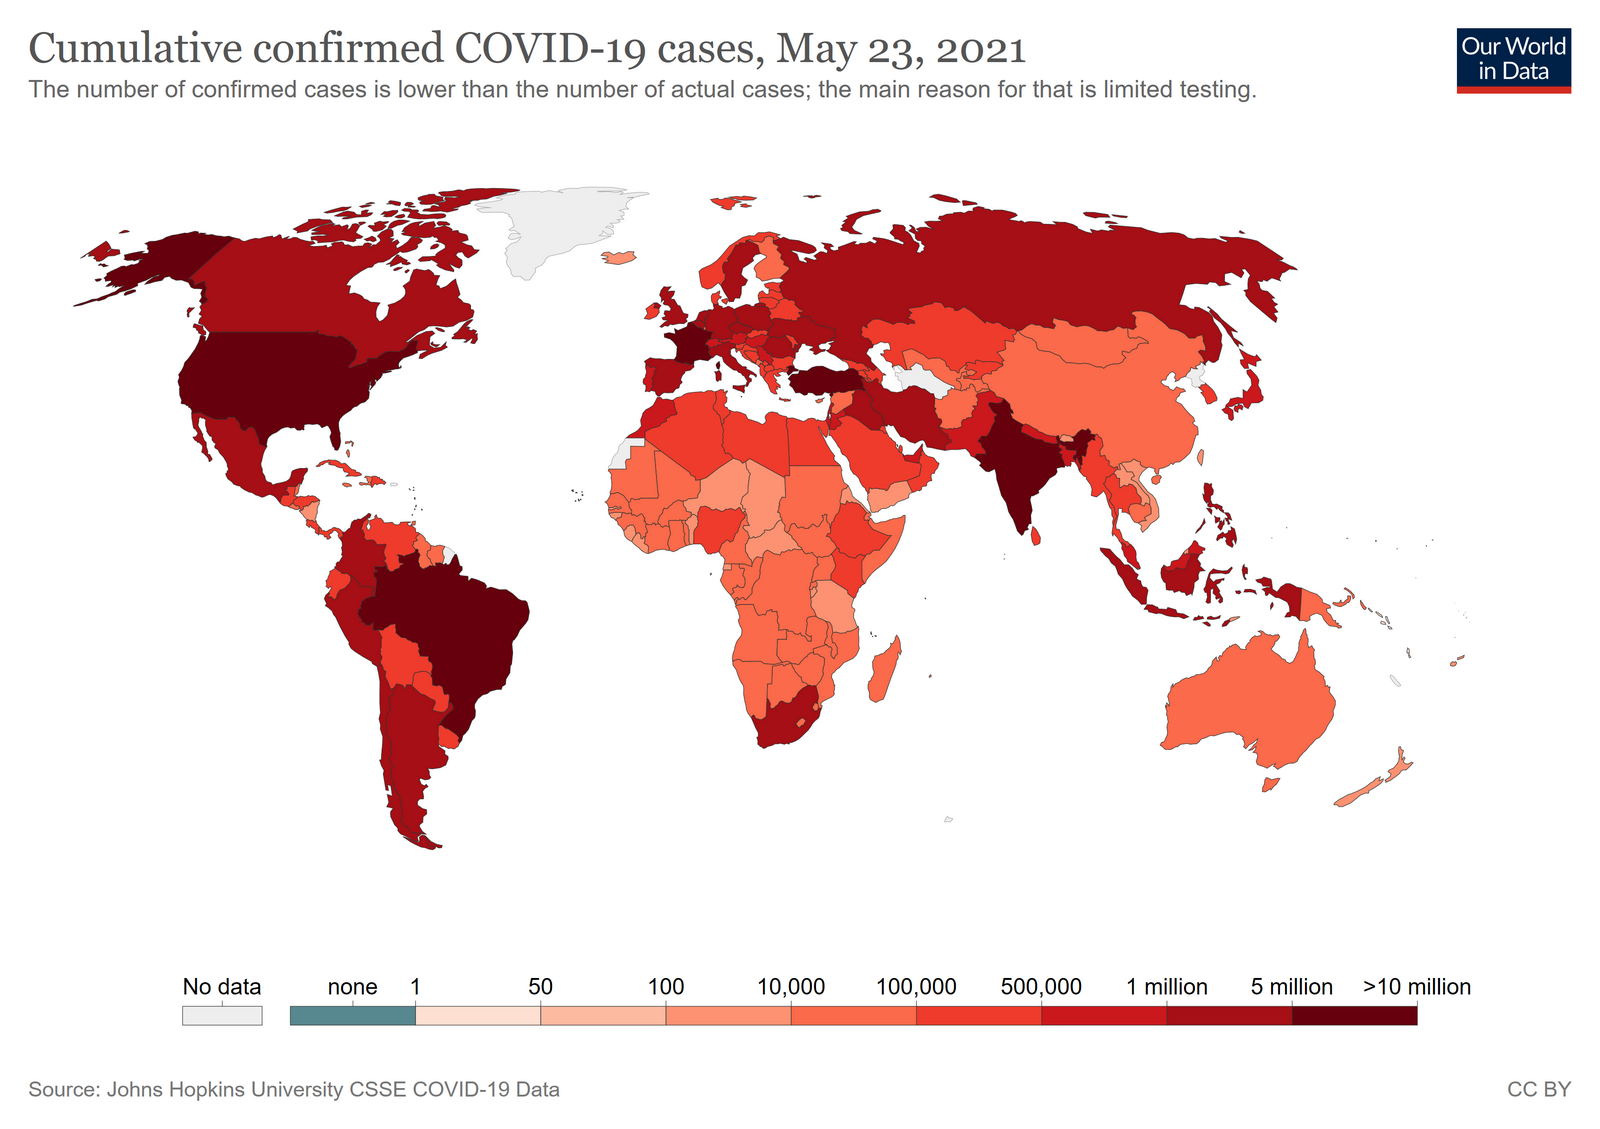 Cumulative confirmed COVID-19 cases, May 23, 2021
The number of confirmed cases is lower than the number of actual cases; the main reason for that is limited testing.
Our World
in Data
No data none 1 50 100 10,000 100,000 500,000 1 million 5 million >10 million
Source: Johns Hopkins University CSSE COVID-19 Data
CC BY